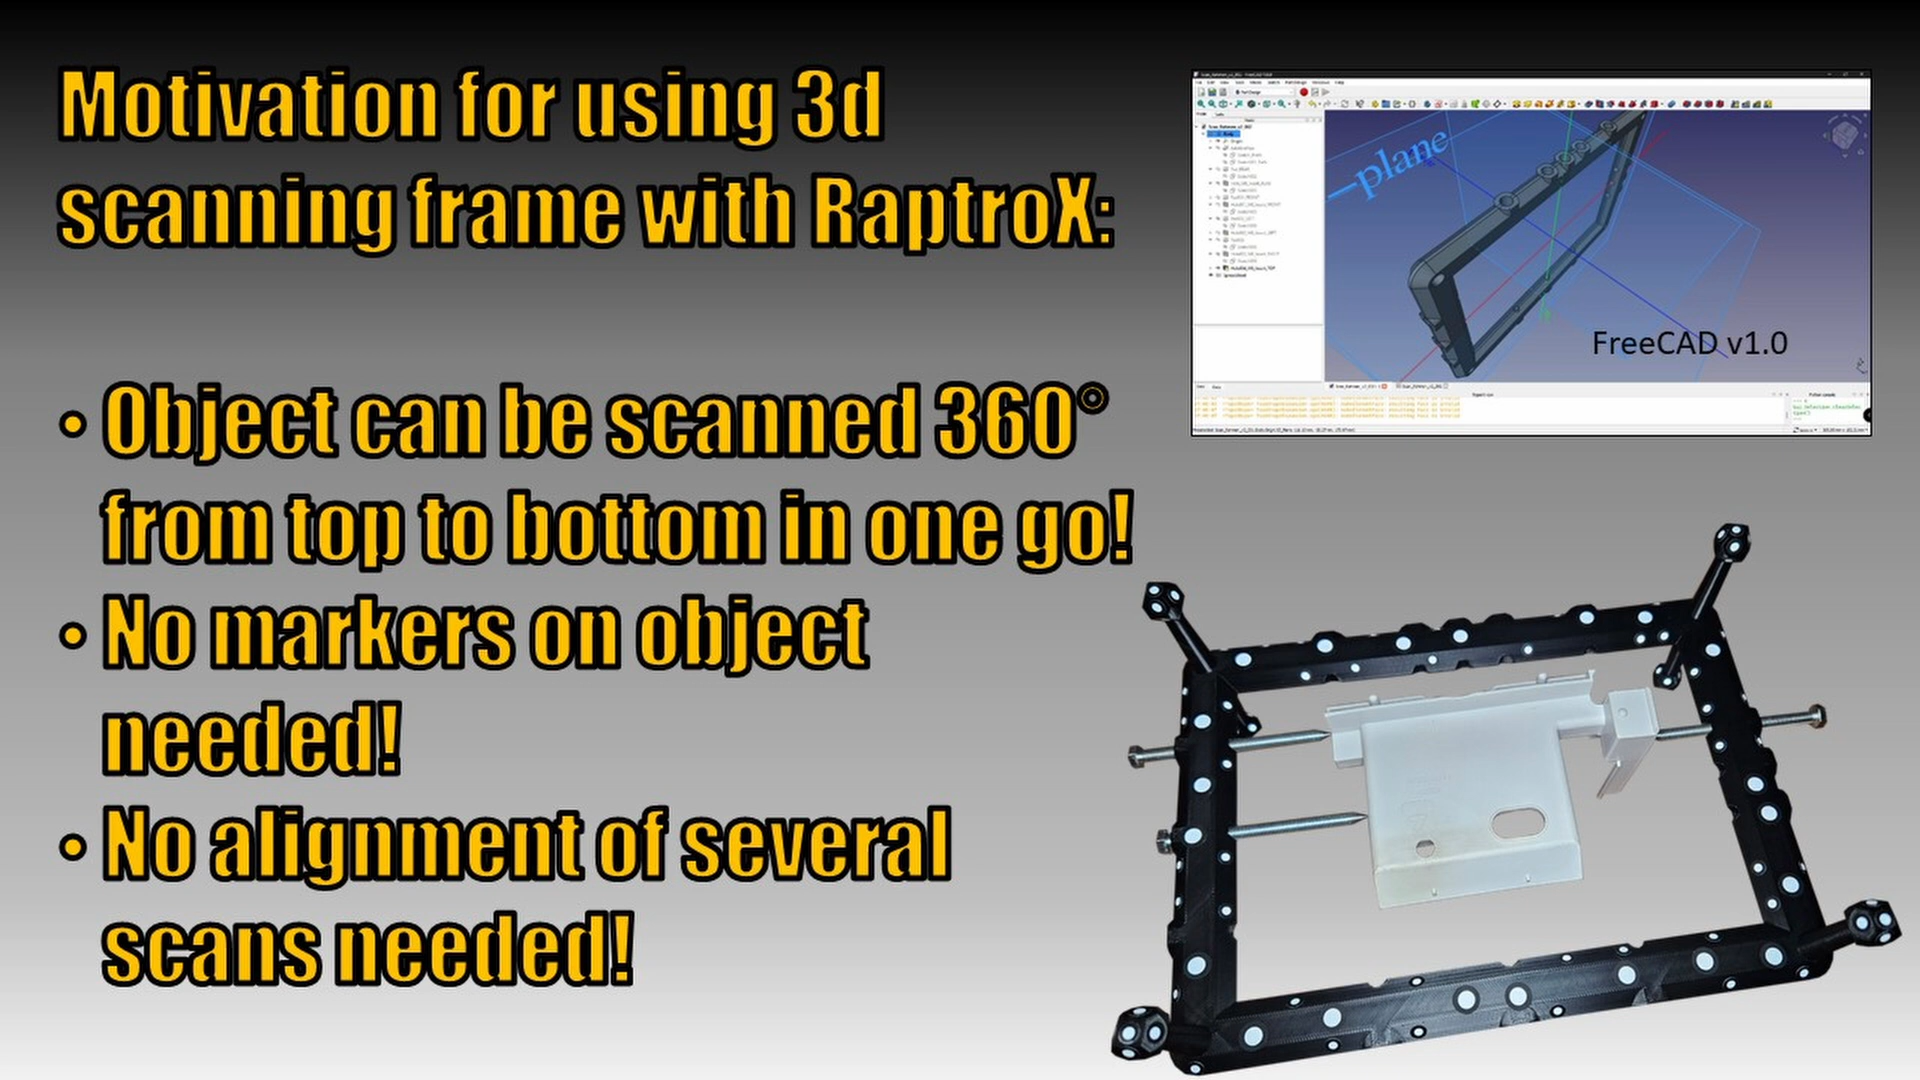 Motivation for using 3d
scanning frame with RaptroX:
• Object can be scanned 360°
from top to bottom in one go!
• No markers on object
needed!
• No alignment of several
scans needed!
-plane
FreeCAD v1.0